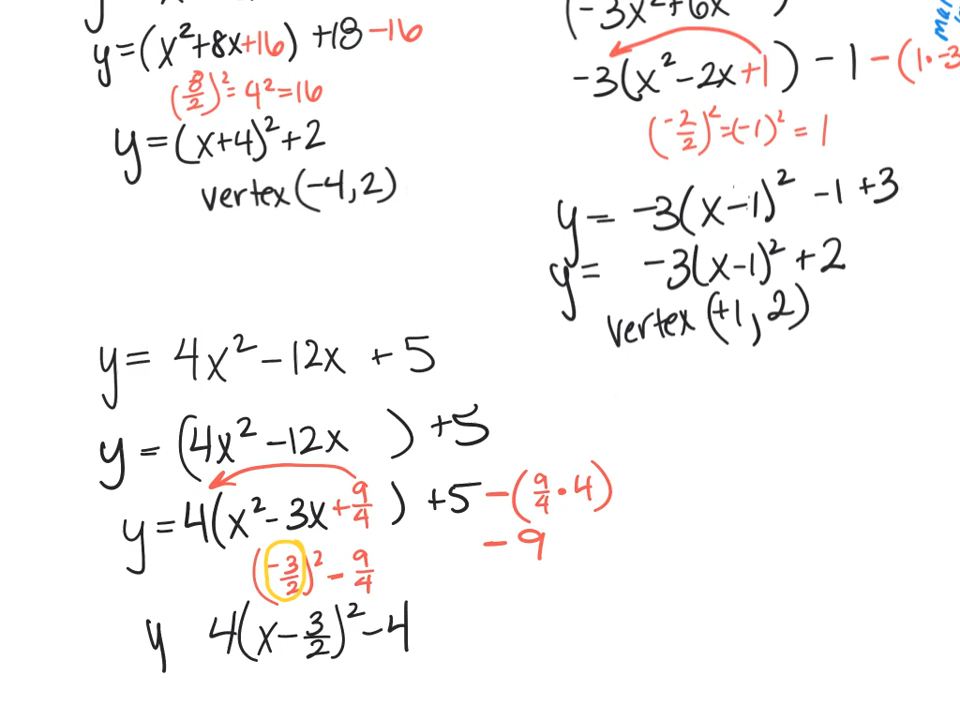 y=(x²+8x+16) +18-16
(8/2)²=4²=16
y=(x+4)²+2
vertex(-4,2)
-3(x²-2x+1) -1-(1·-3
(-2/2)²=(-1)²=1
y= -3(x-1)² -1+3
y= -3(x-1)²+2
vertex (+1,2)
y= 4x²-12x +5
y= (4x²-12x ) +5
y=4(x²-3x+9/4) +5-(9/4·4)
-9
(-3/2)²-9/4
y 4(x-3/2)²-4